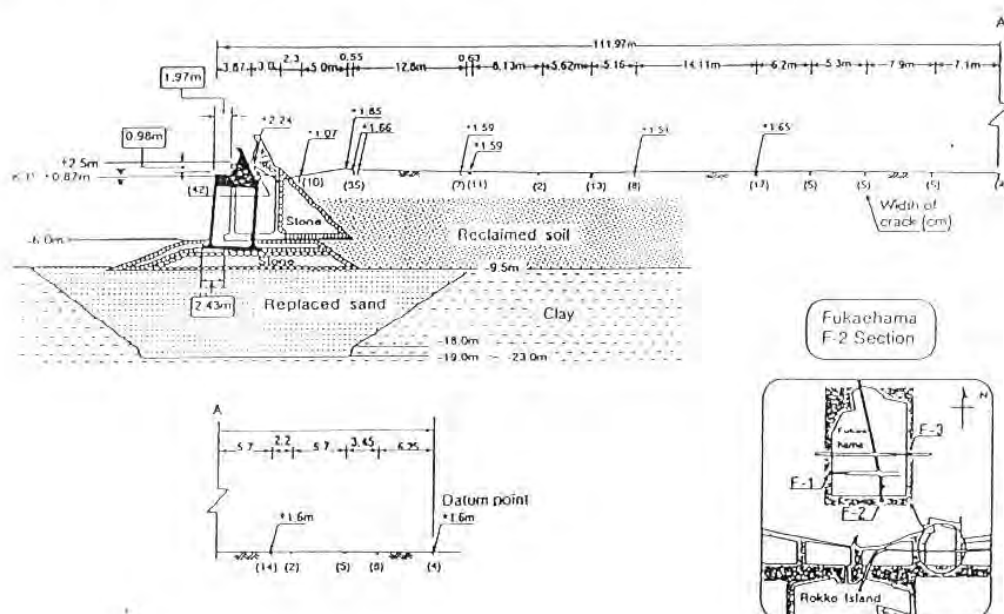 A
111.97m
3.87
3.0
2.3
5.0m
0.55
12.8m
0.63
8.13m
5.62m
5.16
14.11m
6.2m
5.3m
7.9m
7.1m
1.97m
0.98m
+2.24
+1.07
+1.85
+1.66
+1.59
+1.59
+1.65
+2.5m
+0.87m
(42)
(10)
(35)
(7)
(11)
(2)
(13)
(8)
(17)
(5)
(5)
(5)
Width of
crack (cm)
Stone
Reclaimed soil
-6.0m
-9.5m
Stone
2.43m
Replaced sand
Clay
-18.0m
-19.0m ~ -23.0m
Fukaehama
F-2 Section
A
5.7
2.2
5.7
3.45
6.25
Datum point
+1.6m
+1.6m
(14)
(2)
(5)
(8)
(4)
N
Fukae
hama
F-3
F-1
F-2
Rokko Island